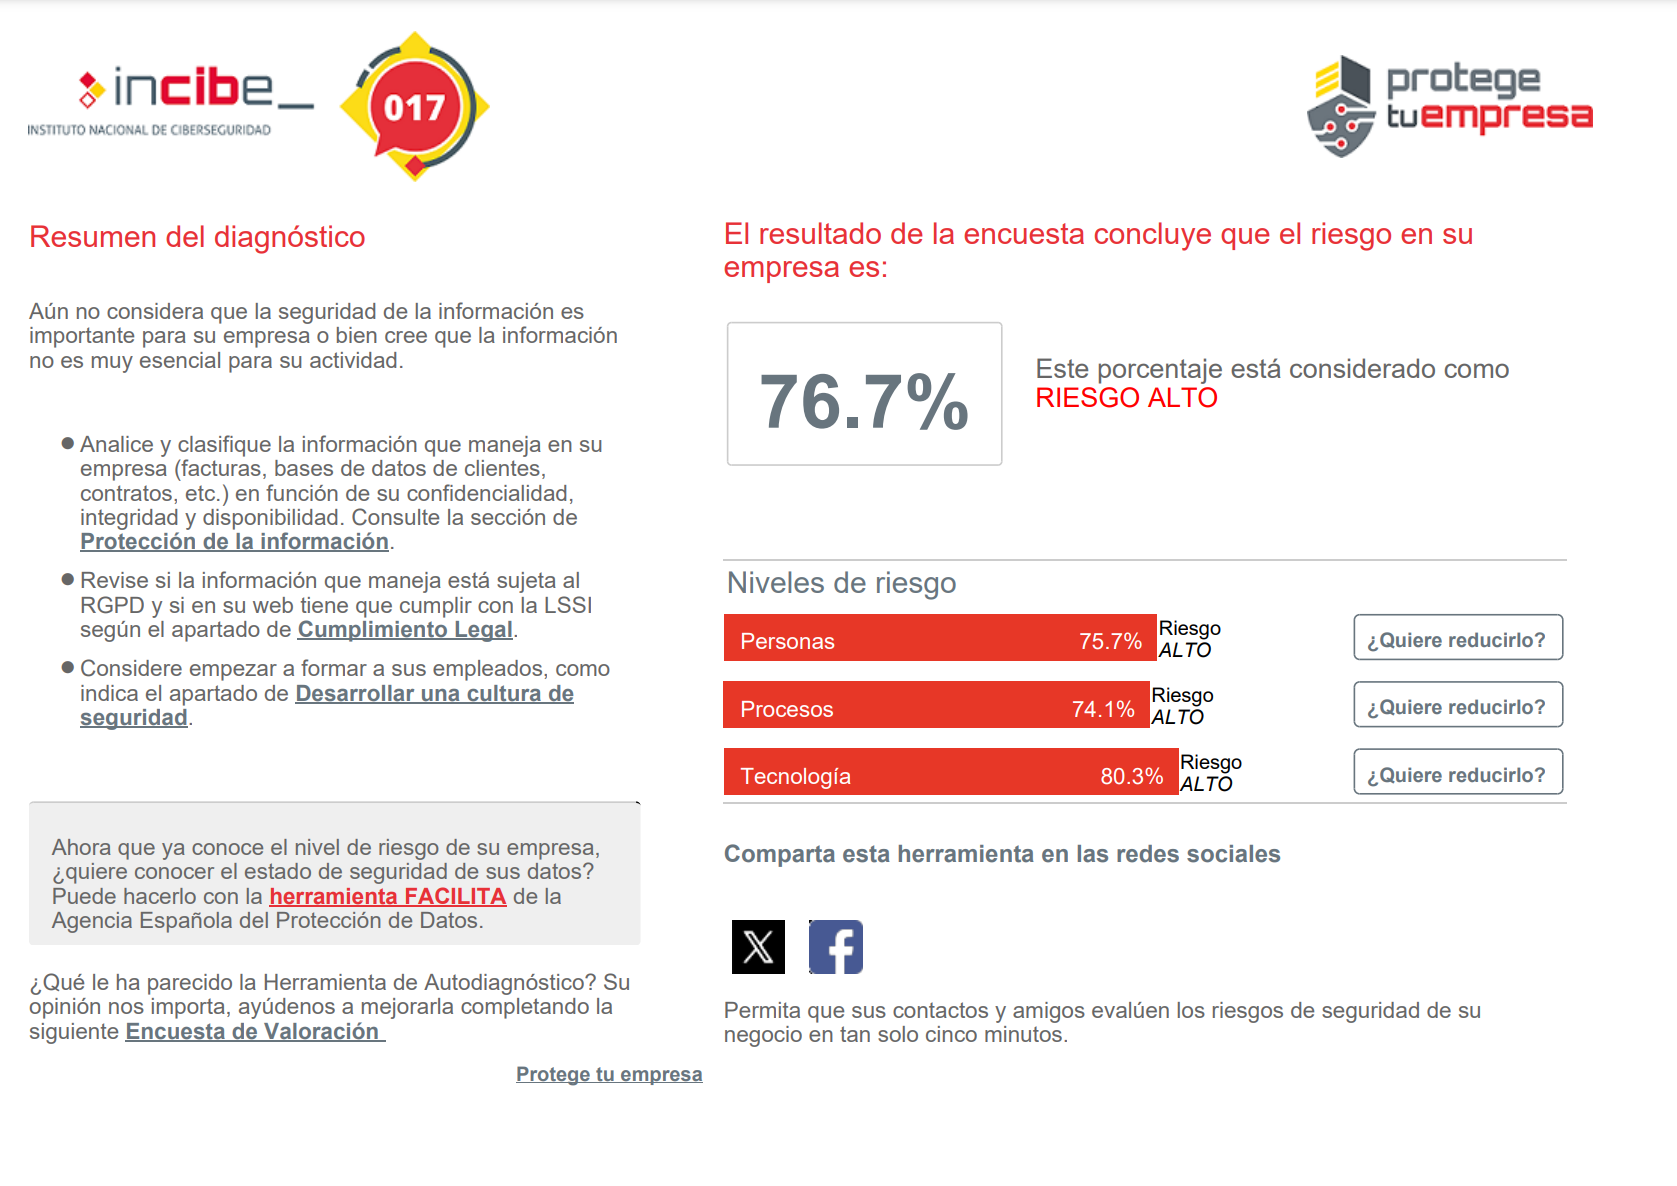 incibe_
INSTITUTO NACIONAL DE CIBERSEGURIDAD
017
protege
tuempresa
Resumen del diagnóstico
Aún no considera que la seguridad de la información es
importante para su empresa o bien cree que la información
no es muy esencial para su actividad.
● Analice y clasifique la información que maneja en su
empresa (facturas, bases de datos de clientes,
contratos, etc.) en función de su confidencialidad,
integridad y disponibilidad. Consulte la sección de
Protección de la información.
● Revise si la información que maneja está sujeta al
RGPD y si en su web tiene que cumplir con la LSSI
según el apartado de Cumplimiento Legal.
● Considere empezar a formar a sus empleados, como
indica el apartado de Desarrollar una cultura de
seguridad.
Ahora que ya conoce el nivel de riesgo de su empresa,
¿quiere conocer el estado de seguridad de sus datos?
Puede hacerlo con la herramienta FACILITA de la
Agencia Española del Protección de Datos.
¿Qué le ha parecido la Herramienta de Autodiagnóstico? Su
opinión nos importa, ayúdenos a mejorarla completando la
siguiente Encuesta de Valoración
Protege tu empresa
El resultado de la encuesta concluye que el riesgo en su
empresa es:
76.7%
Este porcentaje está considerado como
RIESGO ALTO
Niveles de riesgo
Personas 75.7% Riesgo
ALTO
¿Quiere reducirlo?
Procesos 74.1% Riesgo
ALTO
¿Quiere reducirlo?
Tecnología 80.3% Riesgo
ALTO
¿Quiere reducirlo?
Comparta esta herramienta en las redes sociales
Permita que sus contactos y amigos evalúen los riesgos de seguridad de su
negocio en tan solo cinco minutos.